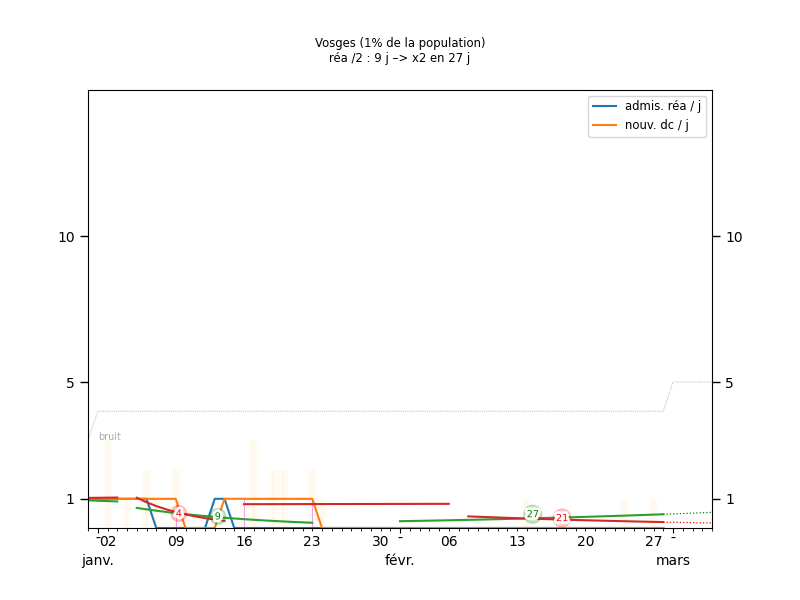 Vosges (1% de la population)
réa /2 : 9 j –> x2 en 27 j
admis. réa / j
nouv. dc / j
10
10
5
5
bruit
1
1
4
9
27
21
02
09
16
23
30
06
13
20
27
janv.
févr.
mars